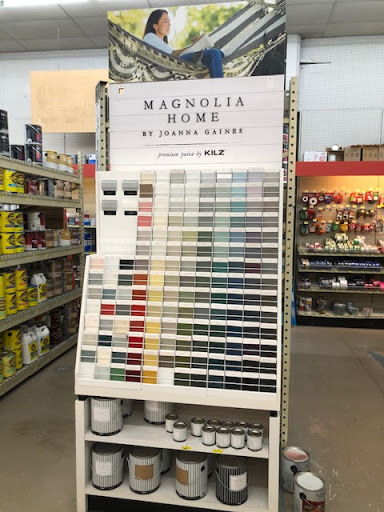 MAGNOLIA
HOME
BY JOANNA GAINES
premium paint by KILZ